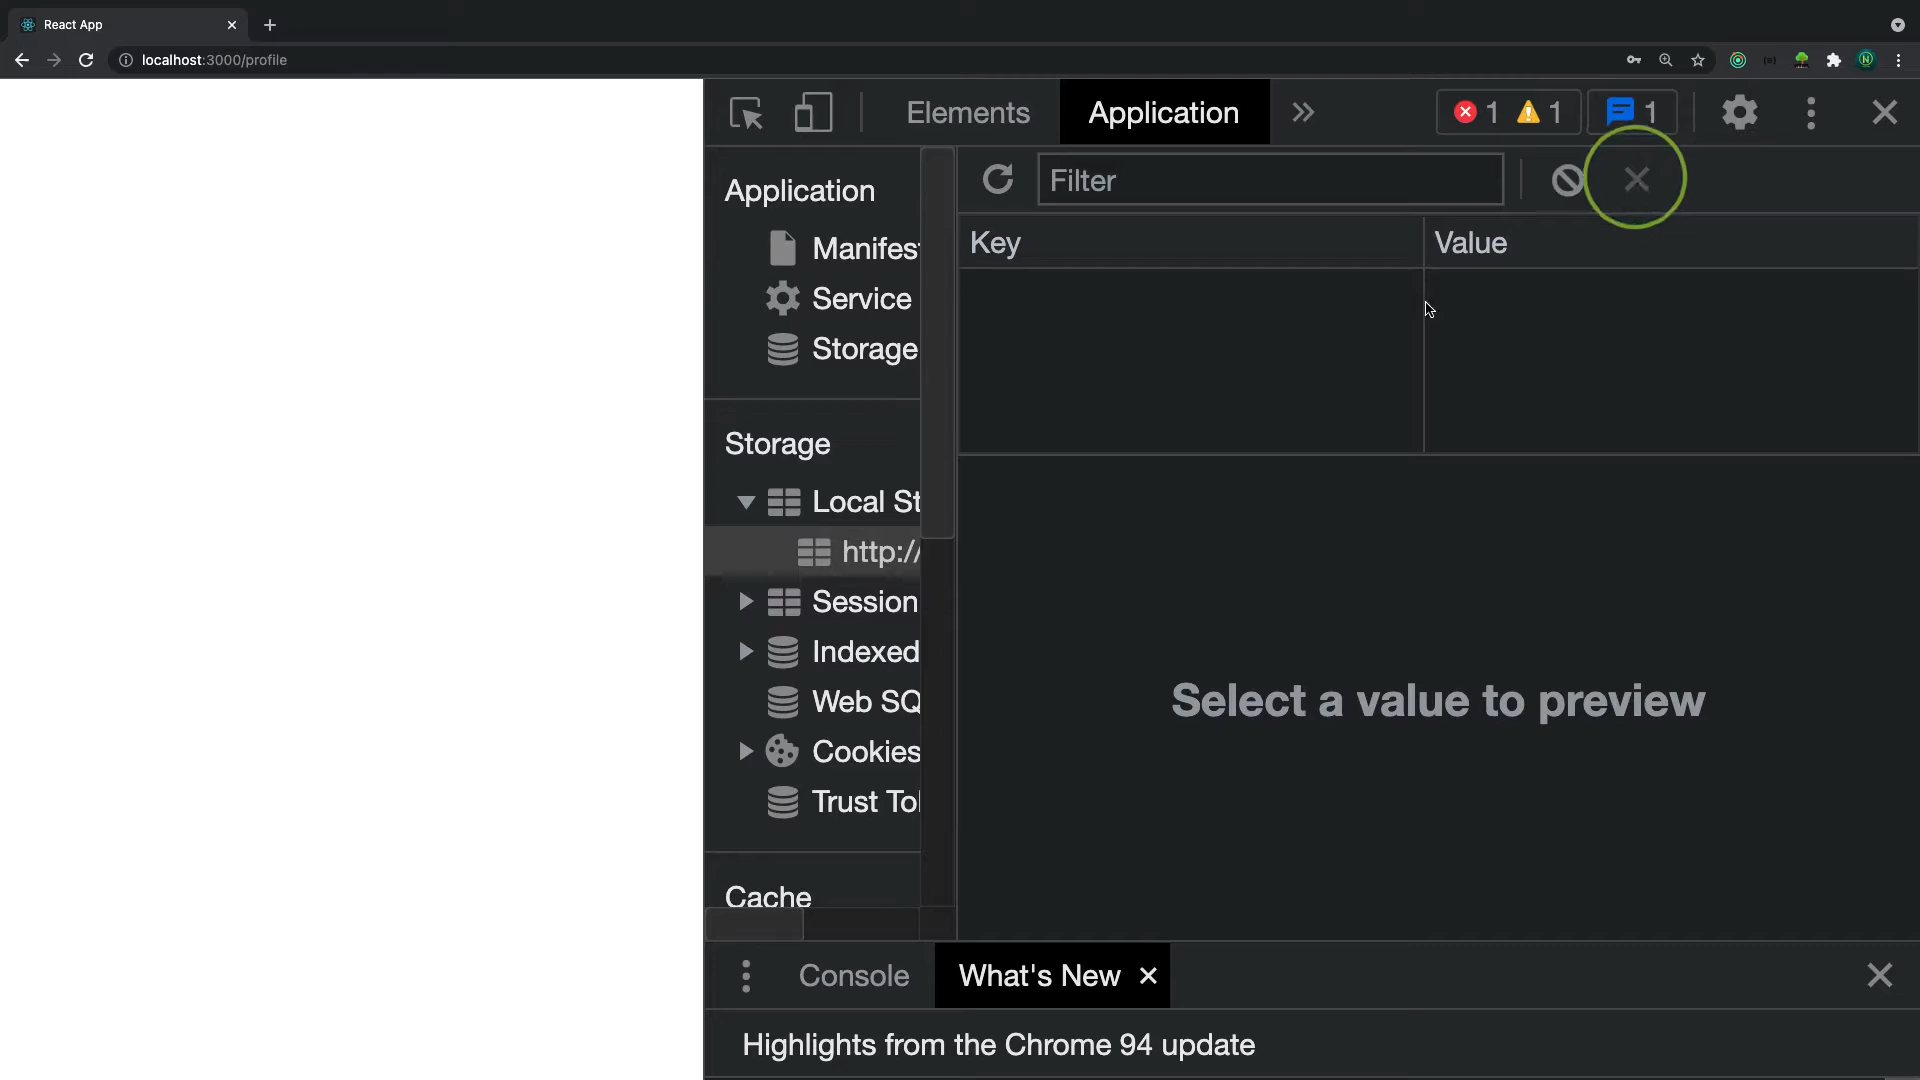 React App
localhost:3000/profile
Elements
Application
1
1
1
Application
Filter
Manifes
Key
Value
Service
Storage
Storage
Local St
http://
Session
Indexed
Web SQ
Cookies
Trust To
Cache
Select a value to preview
Console
What's New
Highlights from the Chrome 94 update